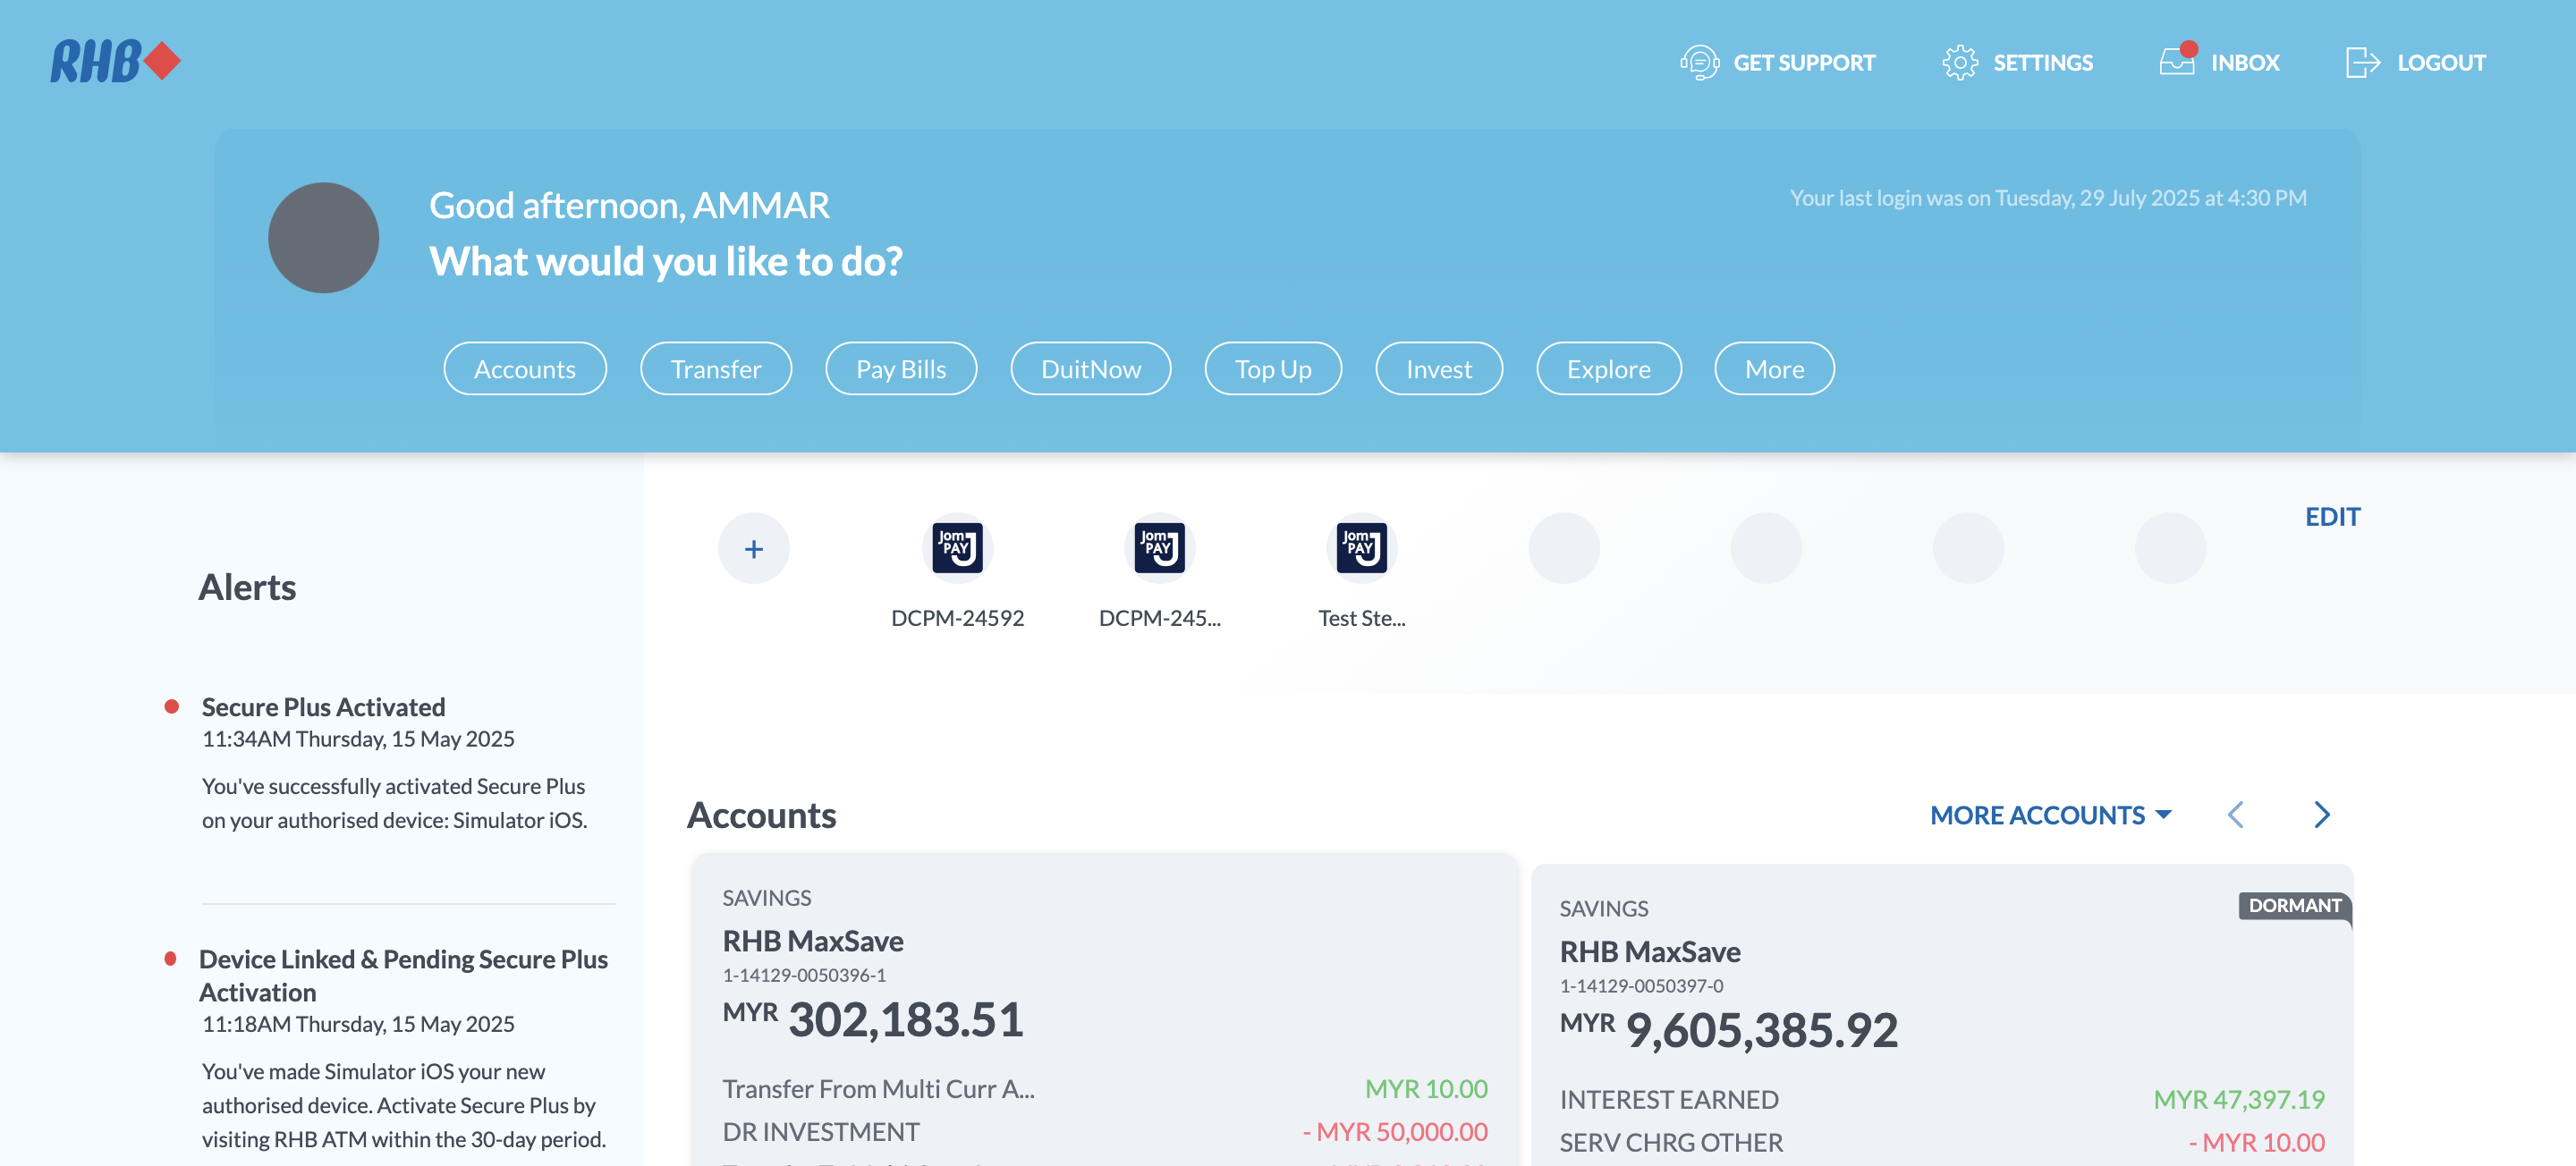 RHB
GET SUPPORT
SETTINGS
INBOX
LOGOUT
Good afternoon, AMMAR
Your last login was on Tuesday, 29 July 2025 at 4:30 PM
What would you like to do?
Accounts
Transfer
Pay Bills
DuitNow
Top Up
Invest
Explore
More
EDIT
+
Jom
PAY
DCPM-24592
Jom
PAY
DCPM-245...
Jom
PAY
Test Ste...
Alerts
Secure Plus Activated
11:34AM Thursday, 15 May 2025
You've successfully activated Secure Plus
on your authorised device: Simulator iOS.
Device Linked & Pending Secure Plus
Activation
11:18AM Thursday, 15 May 2025
You've made Simulator iOS your new
authorised device. Activate Secure Plus by
visiting RHB ATM within the 30-day period.
Accounts
MORE ACCOUNTS
SAVINGS
RHB MaxSave
1-14129-0050396-1
MYR 302,183.51
Transfer From Multi Curr A... MYR 10.00
DR INVESTMENT - MYR 50,000.00
DORMANT
SAVINGS
RHB MaxSave
1-14129-0050397-0
MYR 9,605,385.92
INTEREST EARNED MYR 47,397.19
SERV CHRG OTHER - MYR 10.00